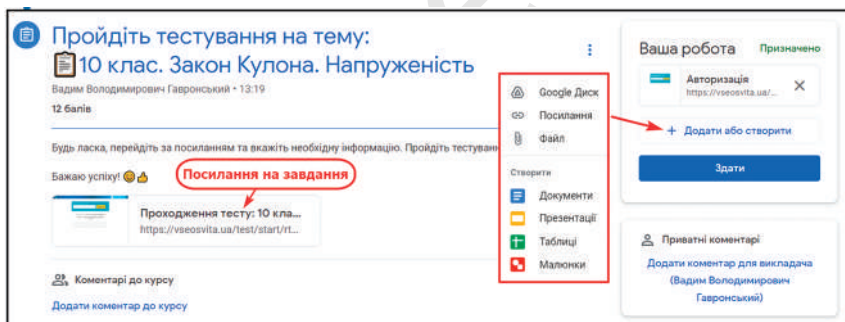 Пройдіть тестування на тему:
📋10 клас. Закон Кулона. Напруженість
Вадим Володимирович Гавронський • 13:19
12 балів
Будь ласка, перейдіть за посиланням та вкажіть необхідну інформацію. Пройдіть тестуван
Бажаю успіху! 😀👍
Посилання на завдання
Проходження тесту: 10 кла...
https://vseosvita.ua/test/start/rt...
Коментарі до курсу
Додати коментар до курсу
Google Диск
Посилання
Файл
Створити
Документи
Презентації
Таблиці
Малюнки
Ваша робота Призначено
Авторизація
https://vseosvita.ua/...
+ Додати або створити
Здати
Приватні коментарі
Додати коментар для викладача
(Вадим Володимирович
Гавронський)